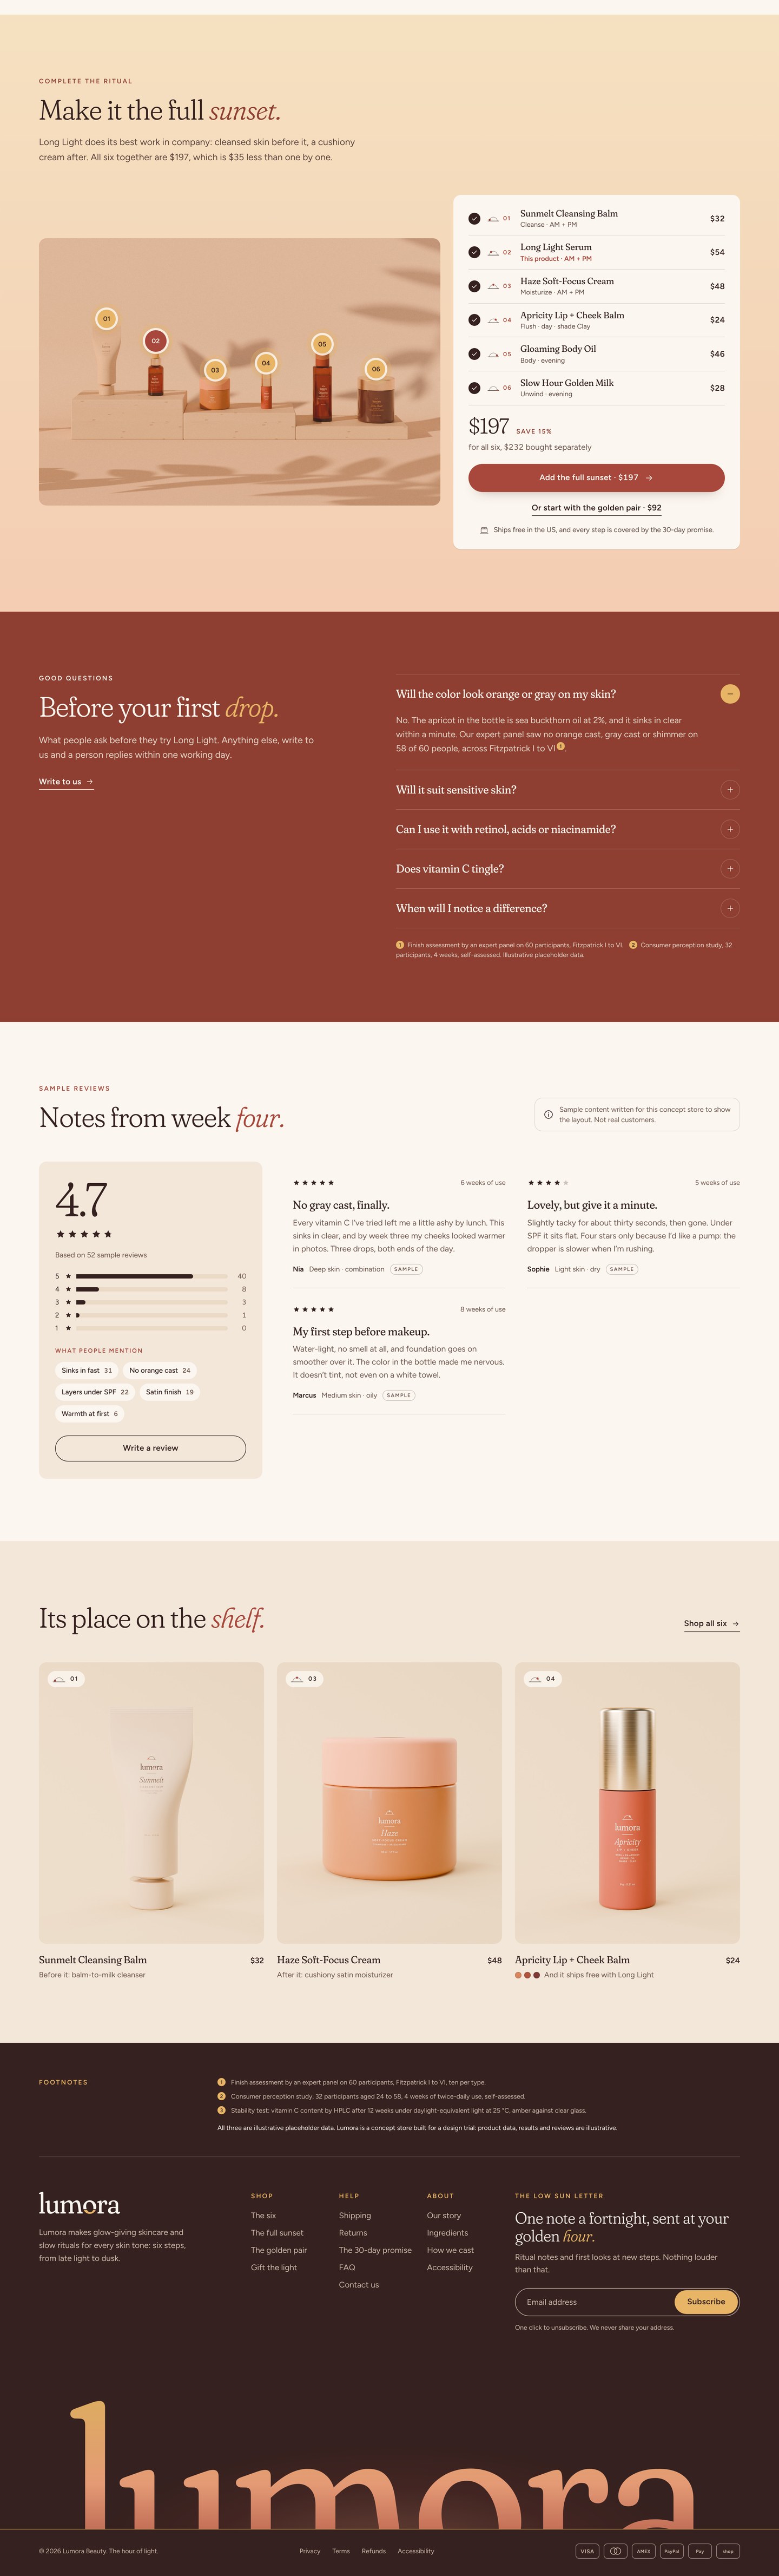 COMPLETE THE RITUAL
Make it the full sunset.
Long Light does its best work in company: cleansed skin before it, a cushiony
cream after. All six together are $197, which is $35 less than one by one.
01
02
03
04
05
06
01 Sunmelt Cleansing Balm $32
Cleanse · AM + PM
02 Long Light Serum $54
This product · AM + PM
03 Haze Soft-Focus Cream $48
Moisturize · AM + PM
04 Apricity Lip + Cheek Balm $24
Flush · day · shade Clay
05 Gloaming Body Oil $46
Body · evening
06 Slow Hour Golden Milk $28
Unwind · evening
$197 SAVE 15%
for all six, $232 bought separately
Add the full sunset · $197 →
Or start with the golden pair · $92
Ships free in the US, and every step is covered by the 30-day promise.
GOOD QUESTIONS
Before your first drop.
What people ask before they try Long Light. Anything else, write to
us and a person replies within one working day.
Write to us →
Will the color look orange or gray on my skin?
No. The apricot in the bottle is sea buckthorn oil at 2%, and it sinks in clear
within a minute. Our expert panel saw no orange cast, gray cast or shimmer on
58 of 60 people, across Fitzpatrick I to VI 1.
Will it suit sensitive skin?
Can I use it with retinol, acids or niacinamide?
Does vitamin C tingle?
When will I notice a difference?
1 Finish assessment by an expert panel on 60 participants, Fitzpatrick I to VI. 2 Consumer perception study, 32
participants, 4 weeks, self-assessed. Illustrative placeholder data.
SAMPLE REVIEWS
Notes from week four.
Sample content written for this concept store to show
the layout. Not real customers.
4.7
★★★★★
Based on 52 sample reviews
5 ★ 40
4 ★ 8
3 ★ 3
2 ★ 1
1 ★ 0
WHAT PEOPLE MENTION
Sinks in fast 31 No orange cast 24
Layers under SPF 22 Satin finish 19
Warmth at first 6
Write a review
★★★★★ 6 weeks of use
No gray cast, finally.
Every vitamin C I've tried left me a little ashy by lunch. This
sinks in clear, and by week three my cheeks looked warmer
in photos. Three drops, both ends of the day.
Nia Deep skin · combination SAMPLE
★★★★★ 5 weeks of use
Lovely, but give it a minute.
Slightly tacky for about thirty seconds, then gone. Under
SPF it sits flat. Four stars only because I'd like a pump: the
dropper is slower when I'm rushing.
Sophie Light skin · dry SAMPLE
★★★★★ 8 weeks of use
My first step before makeup.
Water-light, no smell at all, and foundation goes on
smoother over it. The color in the bottle made me nervous.
It doesn't tint, not even on a white towel.
Marcus Medium skin · oily SAMPLE
Its place on the shelf.
Shop all six →
01
lumora
Sunmelt
03
lumora
Haze
04
lumora
Apricity
Sunmelt Cleansing Balm $32
Before it: balm-to-milk cleanser
Haze Soft-Focus Cream $48
After it: cushiony satin moisturizer
Apricity Lip + Cheek Balm $24
And it ships free with Long Light
FOOTNOTES
1 Finish assessment by an expert panel on 60 participants, Fitzpatrick I to VI, ten per type.
2 Consumer perception study, 32 participants aged 24 to 58, 4 weeks of twice-daily use, self-assessed.
3 Stability test: vitamin C content by HPLC after 12 weeks under daylight-equivalent light at 25 °C, amber against clear glass.
All three are illustrative placeholder data. Lumora is a concept store built for a design trial: product data, results and reviews are illustrative.
lumora
Lumora makes glow-giving skincare and
slow rituals for every skin tone: six steps,
from late light to dusk.
SHOP
The six
The full sunset
The golden pair
Gift the light
HELP
Shipping
Returns
The 30-day promise
FAQ
Contact us
ABOUT
Our story
Ingredients
How we cast
Accessibility
THE LOW SUN LETTER
One note a fortnight, sent at your
golden hour.
Ritual notes and first looks at new steps. Nothing louder
than that.
Email address Subscribe
One click to unsubscribe. We never share your address.
lumora
© 2026 Lumora Beauty. The hour of light.
Privacy Terms Refunds Accessibility
VISA AMEX PayPal Pay shop